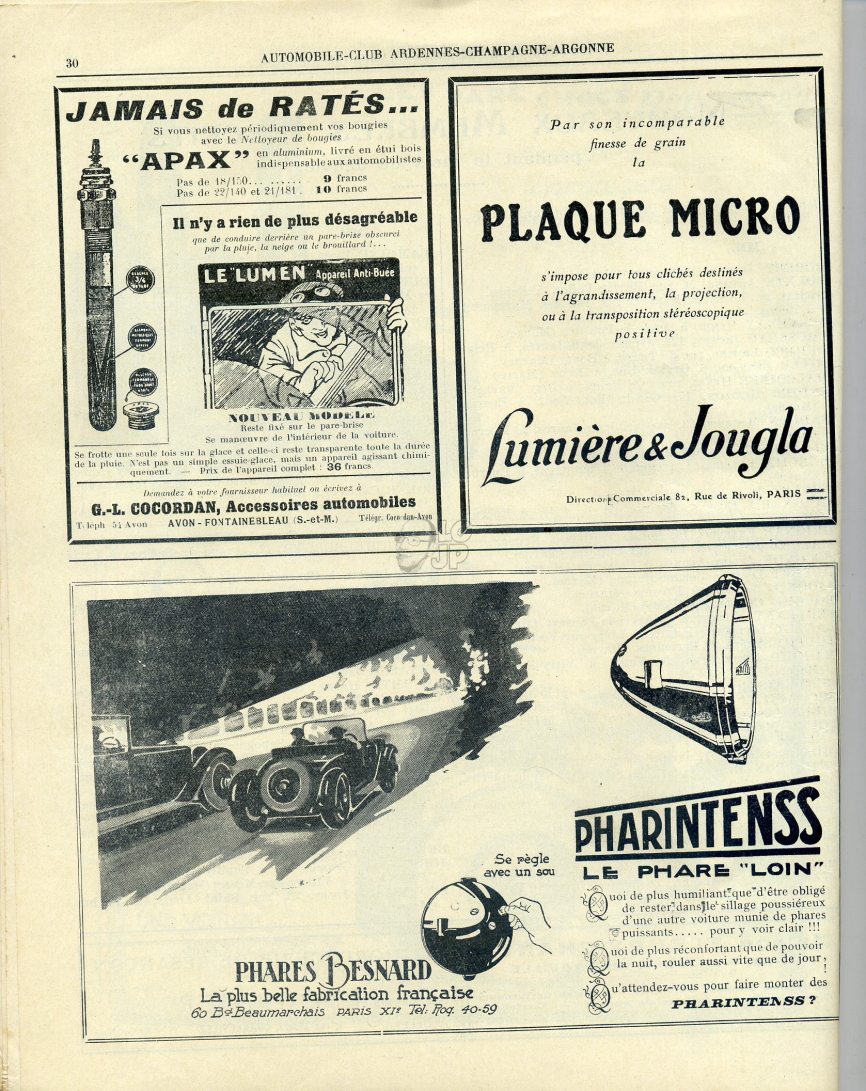 30
AUTOMOBILE-CLUB ARDENNES-CHAMPAGNE-ARGONNE
JAMAIS de RATÉS...
Si vous nettoyez périodiquement vos bougies
avec le Nettoyeur de bougies
"APAX" en aluminium, livré en étui bois
indispensable aux automobilistes
Pas de 18/150... ...... 9 francs
Pas de 22/140 et 21/181 . 10 francs
Il n'y a rien de plus désagréable
que de conduire derrière un pare-brise obscurci
par la pluie, la neige ou le brouillard !...
LE "LUMEN" Appareil Anti-Buée
NOUVEAU MODELE
Reste fixé sur le pare-brise
Se manœuvre de l'intérieur de la voiture.
Se frotte une seule fois sur la glace et celle-ci reste transparente toute la durée
de la pluie. N'est pas un simple essuie-glace, mais un appareil agissant chimi-
quement. — Prix de l'appareil complet : 36 francs
Demandez à votre fournisseur habituel ou écrivez à
G.-L. COCORDAN, Accessoires automobiles
Téléph 54 Avon AVON - FONTAINEBLEAU (S.-et-M.) Télégr. Cocordan-Avon
Par son incomparable
finesse de grain
la
PLAQUE MICRO
s'impose pour tous clichés destinés
à l'agrandissement, la projection,
ou à la transposition stéréoscopique
positive
Lumière & Jougla
Direction Commerciale 82, Rue de Rivoli, PARIS
LC
JP
PHARINTENSS
LE PHARE "LOIN"
Se règle
avec un sou
Quoi de plus humiliant que d'être obligé
de rester dans le sillage poussiéreux
d'une autre voiture munie de phares
puissants..... pour y voir clair !!!
Quoi de plus réconfortant que de pouvoir
la nuit, rouler aussi vite que de jour,
!
Qu'attendez-vous pour faire monter des
PHARINTENSS ?
PHARES BESNARD
La plus belle fabrication française
60 Bd Beaumarchais PARIS XIe Tél: Roq. 40-59